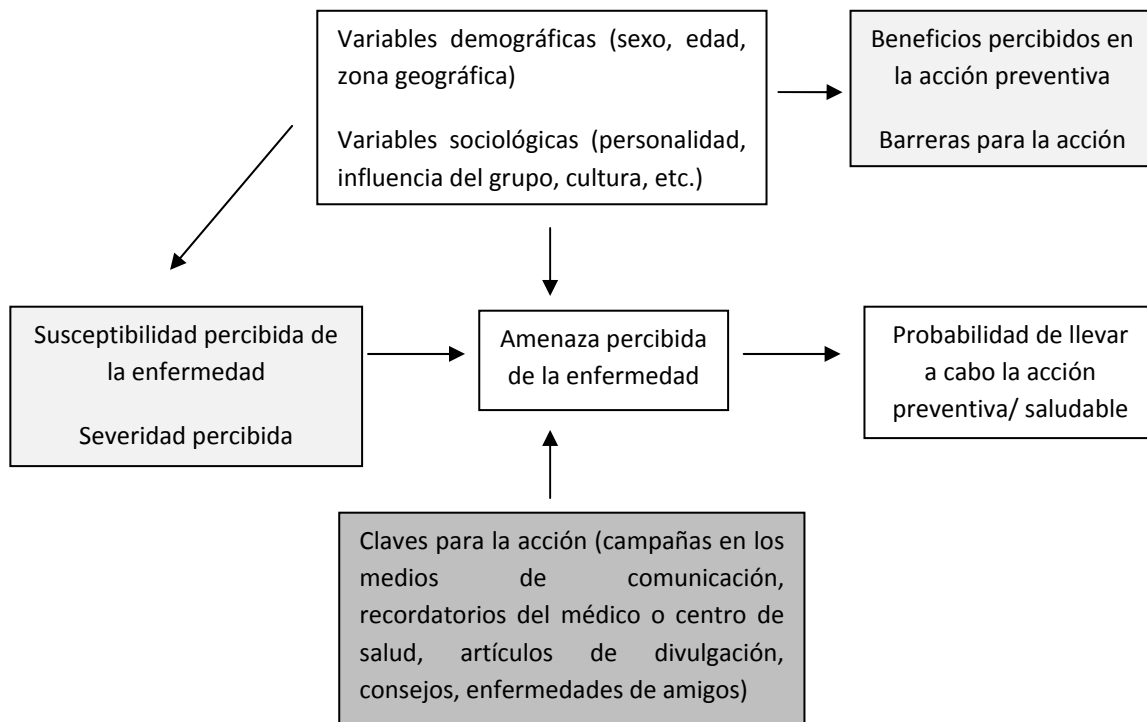 Variables demográficas (sexo, edad,
zona geográfica)
Variables sociológicas (personalidad,
influencia del grupo, cultura, etc.)
Beneficios percibidos en
la acción preventiva
Barreras para la acción
Susceptibilidad percibida de
la enfermedad
Severidad percibida
Amenaza percibida
de la enfermedad
Probabilidad de llevar
a cabo la acción
preventiva/ saludable
Claves para la acción (campañas en los
medios de comunicación,
recordatorios del médico o centro de
salud, artículos de divulgación,
consejos, enfermedades de amigos)